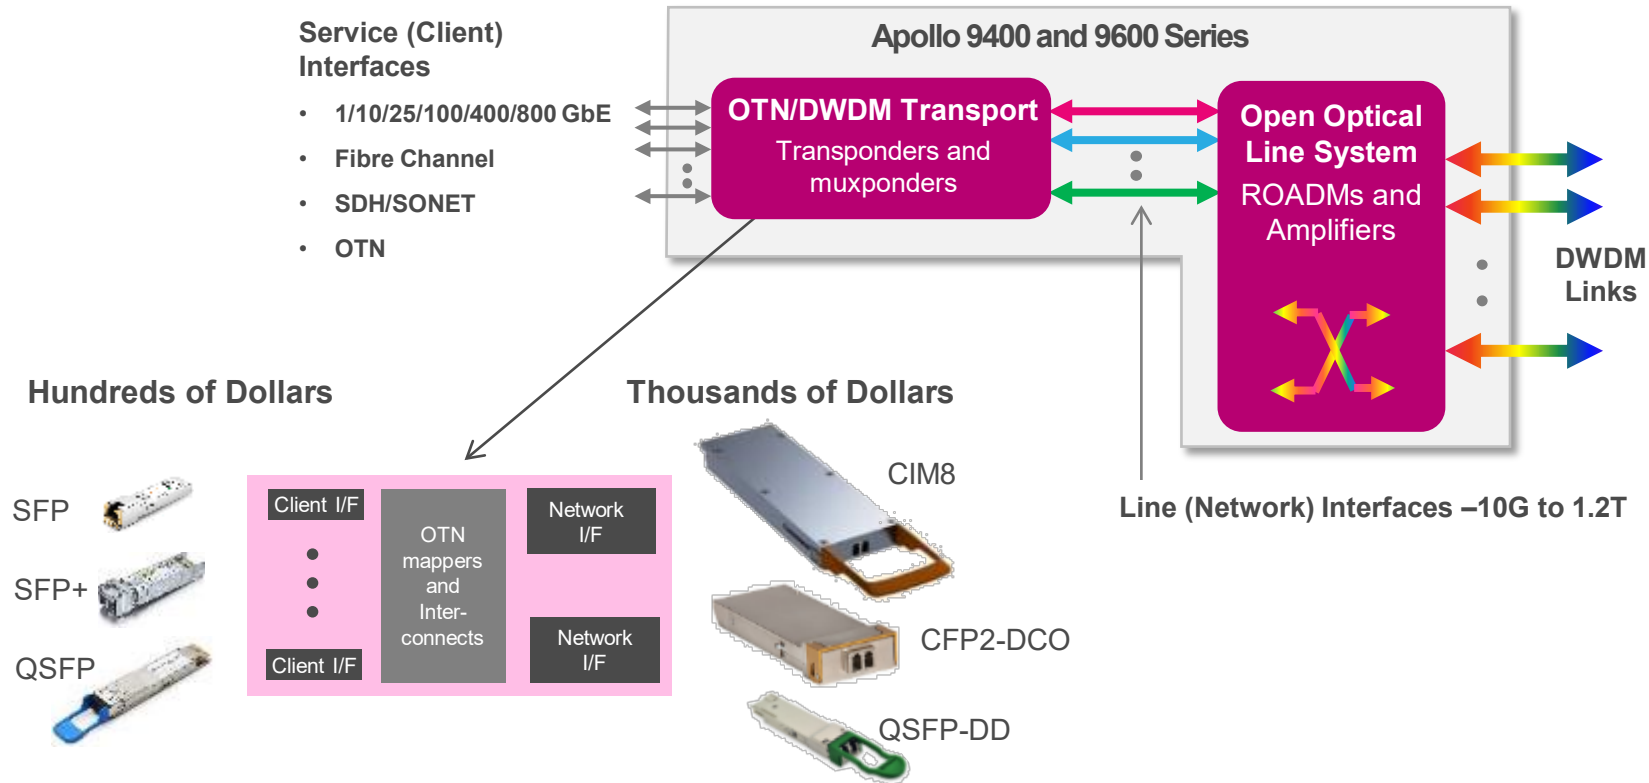 Service (Client)
Interfaces
• 1/10/25/100/400/800 GbE
• Fibre Channel
• SDH/SONET
• OTN
Apollo 9400 and 9600 Series
OTN/DWDM Transport
Transponders and
muxponders
Open Optical
Line System
ROADMs and
Amplifiers
DWDM
Links
Line (Network) Interfaces –10G to 1.2T
Hundreds of Dollars
SFP
SFP+
QSFP
Client I/F
Client I/F
OTN
mappers
and
Inter-
connects
Network
I/F
Network
I/F
Thousands of Dollars
CIM8
CFP2-DCO
QSFP-DD